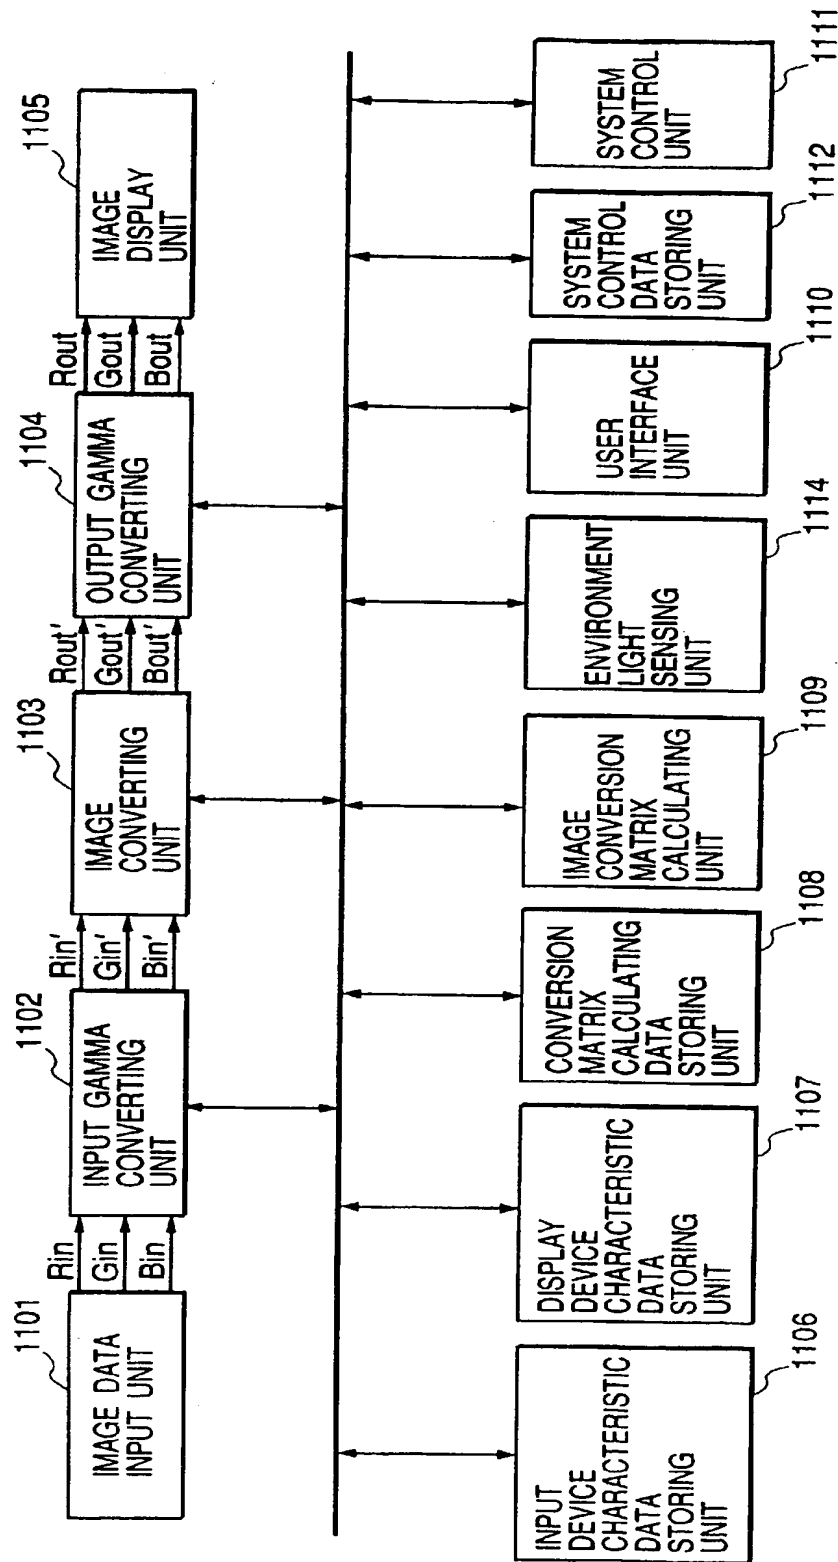 1101
IMAGE DATA
INPUT UNIT
Rin
Gin
Bin
1102
INPUT GAMMA
CONVERTING
UNIT
Rin'
Gin'
Bin'
1103
IMAGE
CONVERTING
UNIT
Rout'
Gout'
Bout'
1104
OUTPUT GAMMA
CONVERTING
UNIT
Rout
Gout
Bout
1105
IMAGE
DISPLAY
UNIT
INPUT
DEVICE
CHARACTERISTIC
DATA
STORING
UNIT
1106
DISPLAY
DEVICE
CHARACTERISTIC
DATA
STORING
UNIT
1107
CONVERSION
MATRIX
CALCULATING
DATA
STORING
UNIT
1108
IMAGE
CONVERSION
MATRIX
CALCULATING
UNIT
1109
ENVIRONMENT
LIGHT
SENSING
UNIT
1114
USER
INTERFACE
UNIT
1110
SYSTEM
CONTROL
DATA
STORING
UNIT
1112
SYSTEM
CONTROL
UNIT
1111